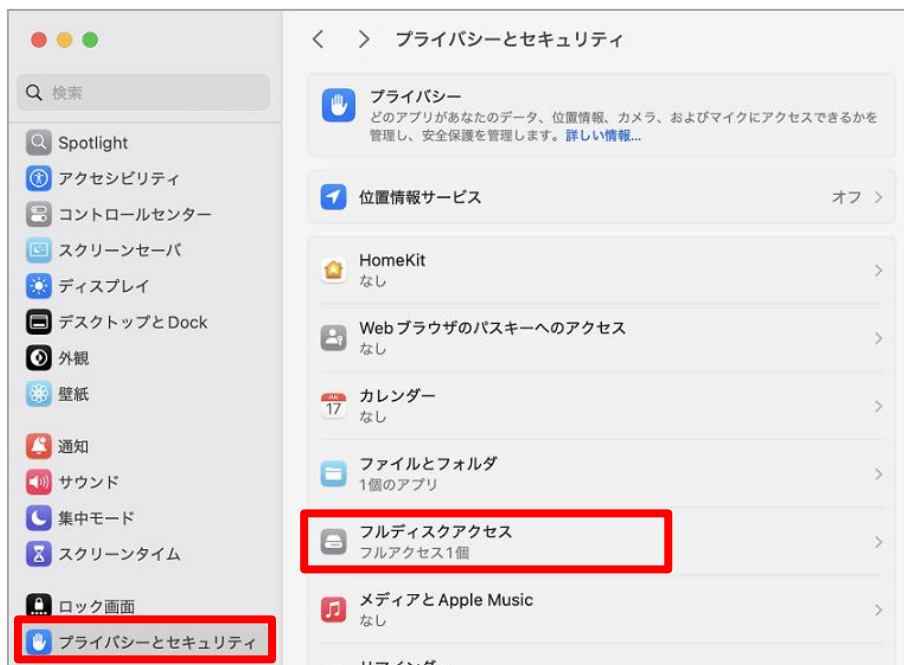 検索
Spotlight
アクセシビリティ
コントロールセンター
スクリーンセーバ
ディスプレイ
デスクトップとDock
外観
壁紙
通知
サウンド
集中モード
スクリーンタイム
ロック画面
プライバシーとセキュリティ
プライバシーとセキュリティ
プライバシー
どのアプリがあなたのデータ、位置情報、カメラ、およびマイクにアクセスできるかを
管理し、安全保護を管理します。詳しい情報...
位置情報サービス
オフ
HomeKit
なし
Webブラウザのパスキーへのアクセス
なし
JUL
17
カレンダー
なし
ファイルとフォルダ
1個のアプリ
フルディスクアクセス
フルアクセス1個
メディアとApple Music
なし